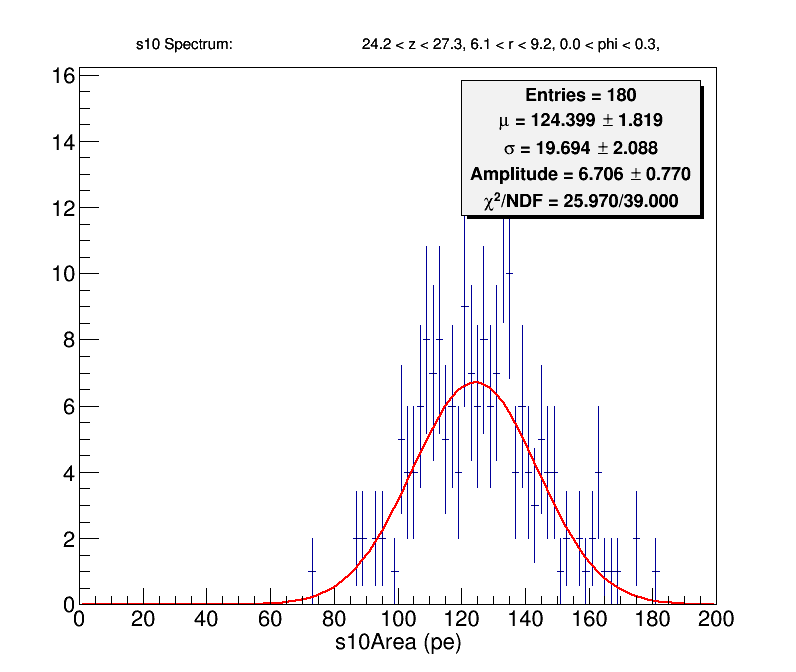 s10 Spectrum: 24.2 < z < 27.3, 6.1 < r < 9.2, 0.0 < phi < 0.3,
Entries = 180
μ = 124.399 ± 1.819
σ = 19.694 ± 2.088
Amplitude = 6.706 ± 0.770
χ²/NDF = 25.970/39.000
16
14
12
10
8
6
4
2
0
0 20 40 60 80 100 120 140 160 180 200
s10Area (pe)